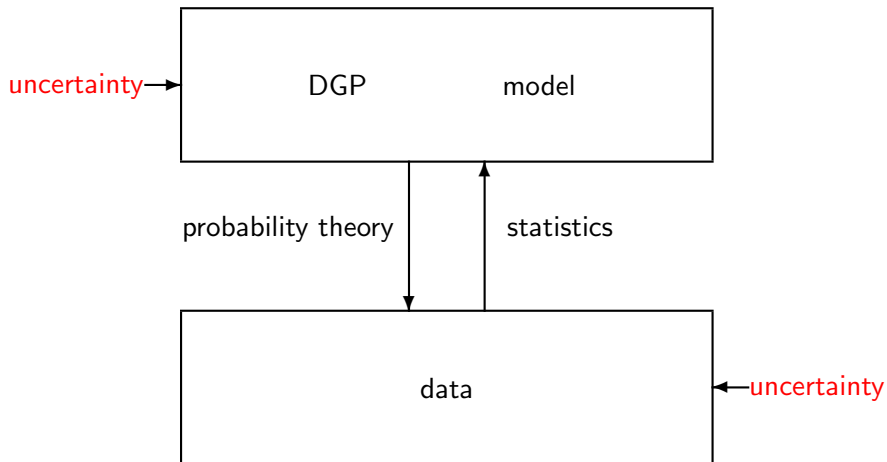 uncertainty
DGP model
probability theory
statistics
data
uncertainty